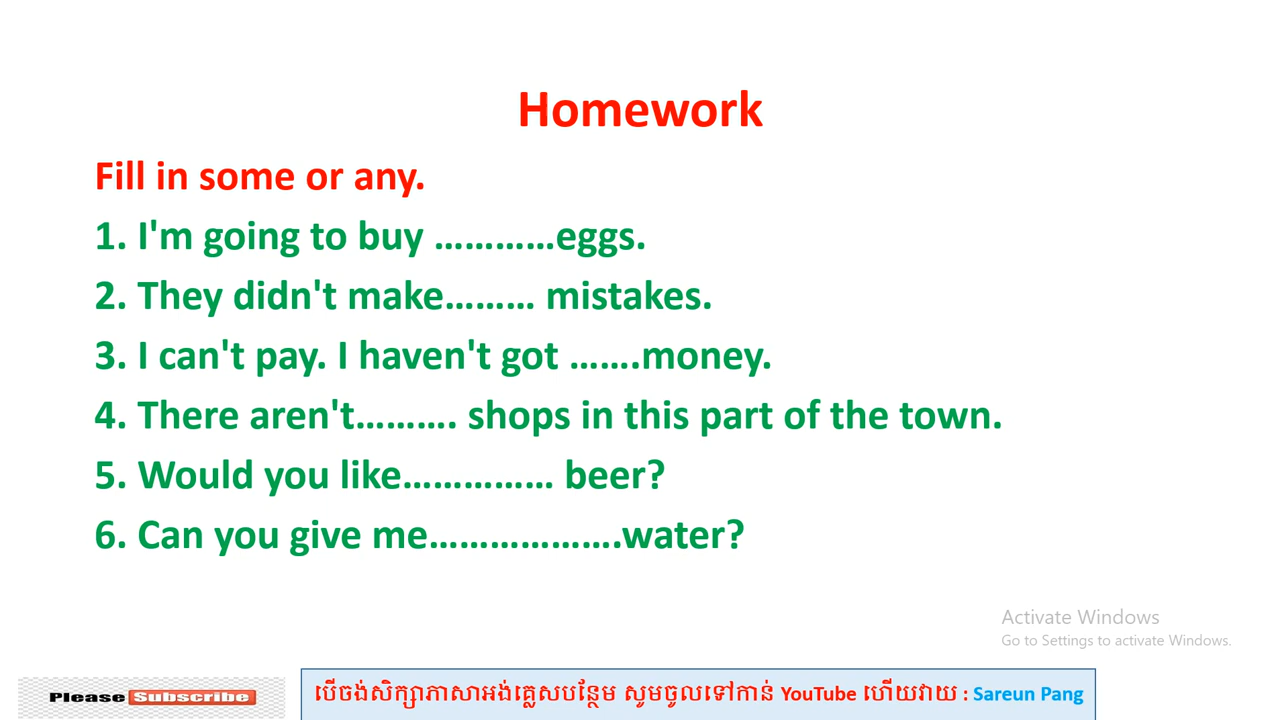 Homework
Fill in some or any.
1. I'm going to buy …………eggs.
2. They didn't make……… mistakes.
3. I can't pay. I haven't got …….money.
4. There aren't………. shops in this part of the town.
5. Would you like…………… beer?
6. Can you give me……………….water?
Activate Windows
Go to Settings to activate Windows.
Please Subscribe
បើចង់សិក្សាភាសាអង់គ្លេសបន្ថែម សូមចូលទៅកាន់ YouTube ហើយវាយ : Sareun Pang